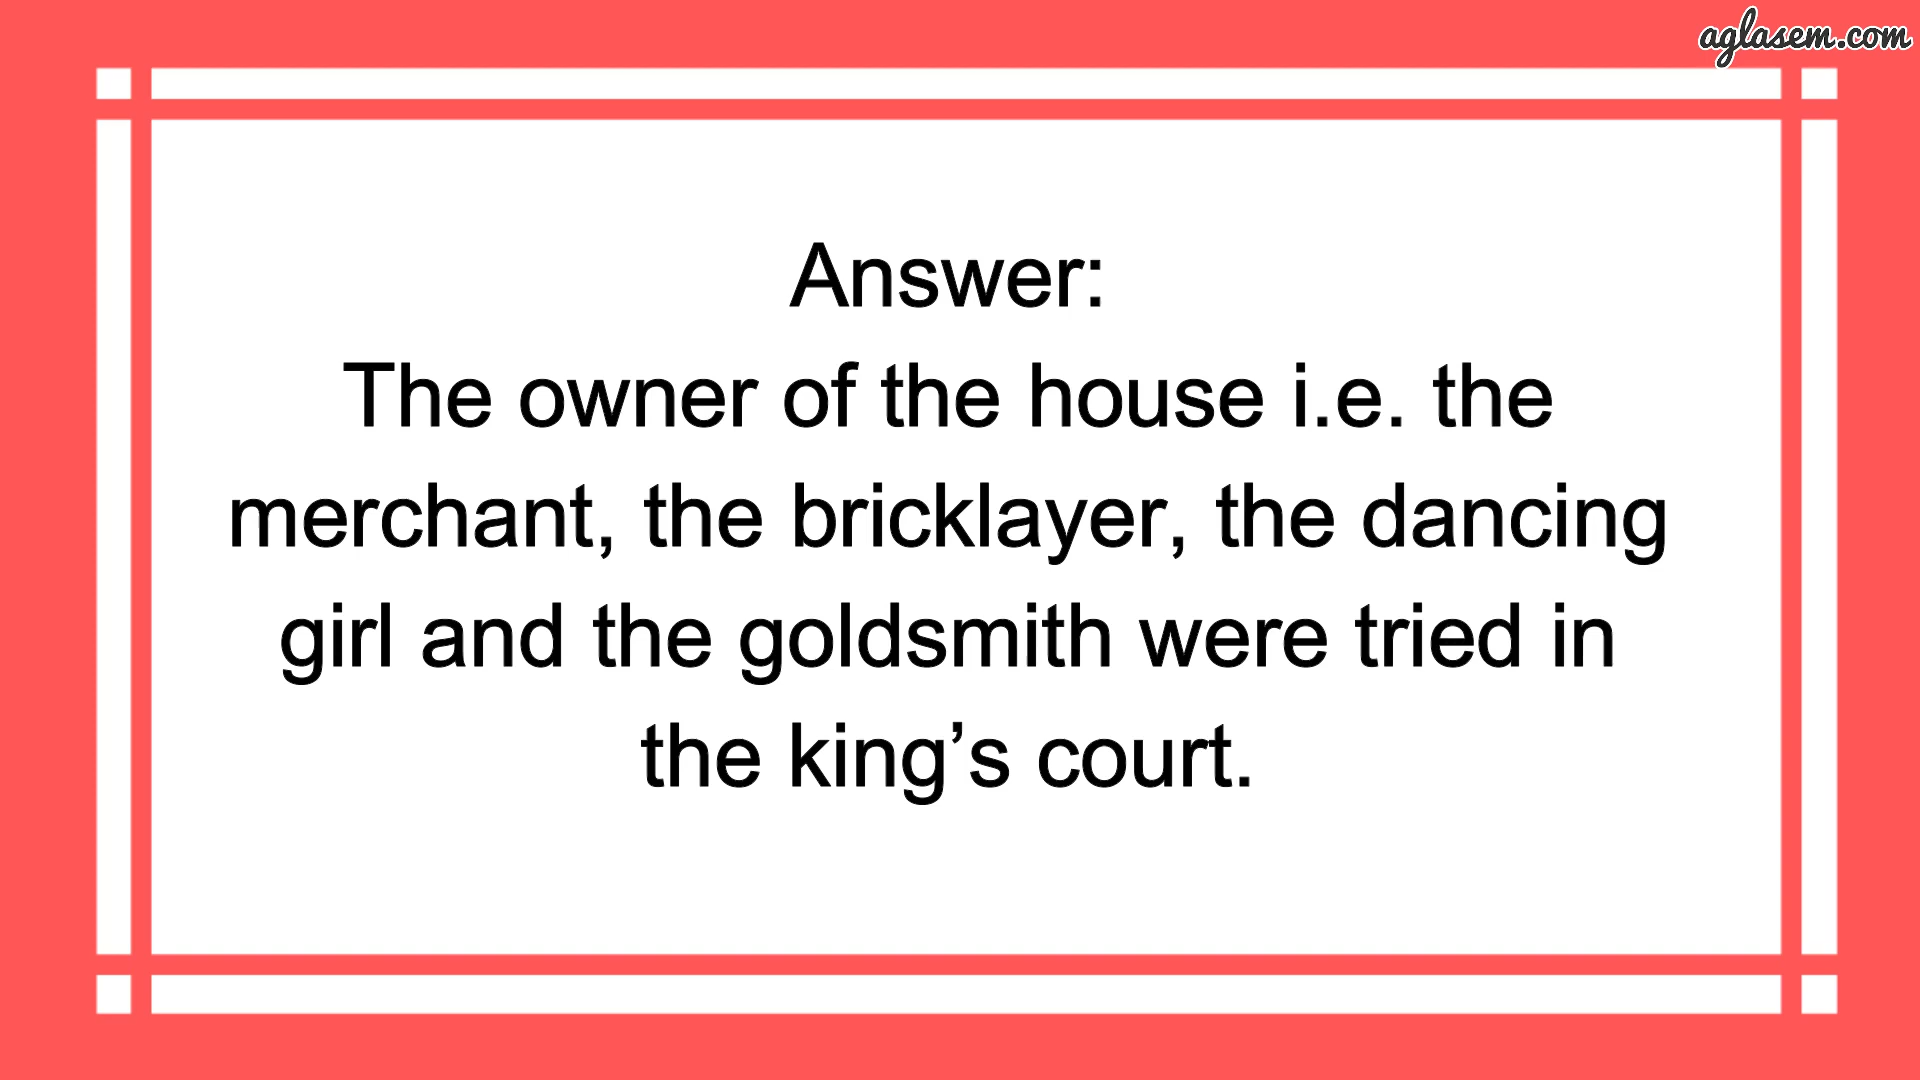 aglasem.com
Answer:
The owner of the house i.e. the
merchant, the bricklayer, the dancing
girl and the goldsmith were tried in
the king’s court.